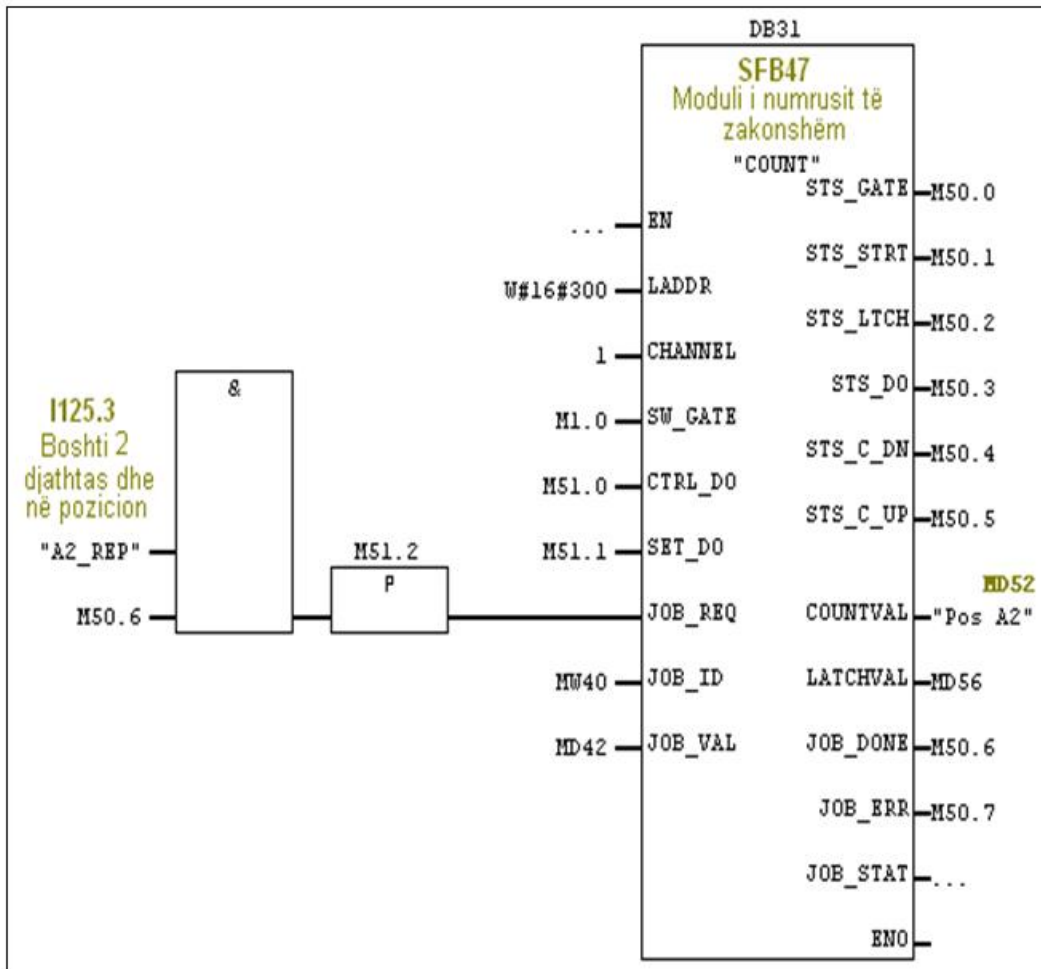 DB31
SFB47
Moduli i numrusit të
zakonshëm
"COUNT"
STS_GATE M50.0
... EN
STS_STRT M50.1
W#16#300 LADDR
STS_LTCH M50.2
1 CHANNEL
STS_DO M50.3
&
I125.3
Boshti 2
djathtas dhe
në pozicion
M1.0 SW_GATE
STS_C_DN M50.4
M51.0 CTRL_DO
STS_C_UP M50.5
"A2_REP"
M51.2
M51.1 SET_DO
P
MD52
M50.6
JOB_REQ COUNTVAL "Pos A2"
MW40 JOB_ID LATCHVAL MD56
MD42 JOB_VAL JOB_DONE M50.6
JOB_ERR M50.7
JOB_STAT ...
ENO